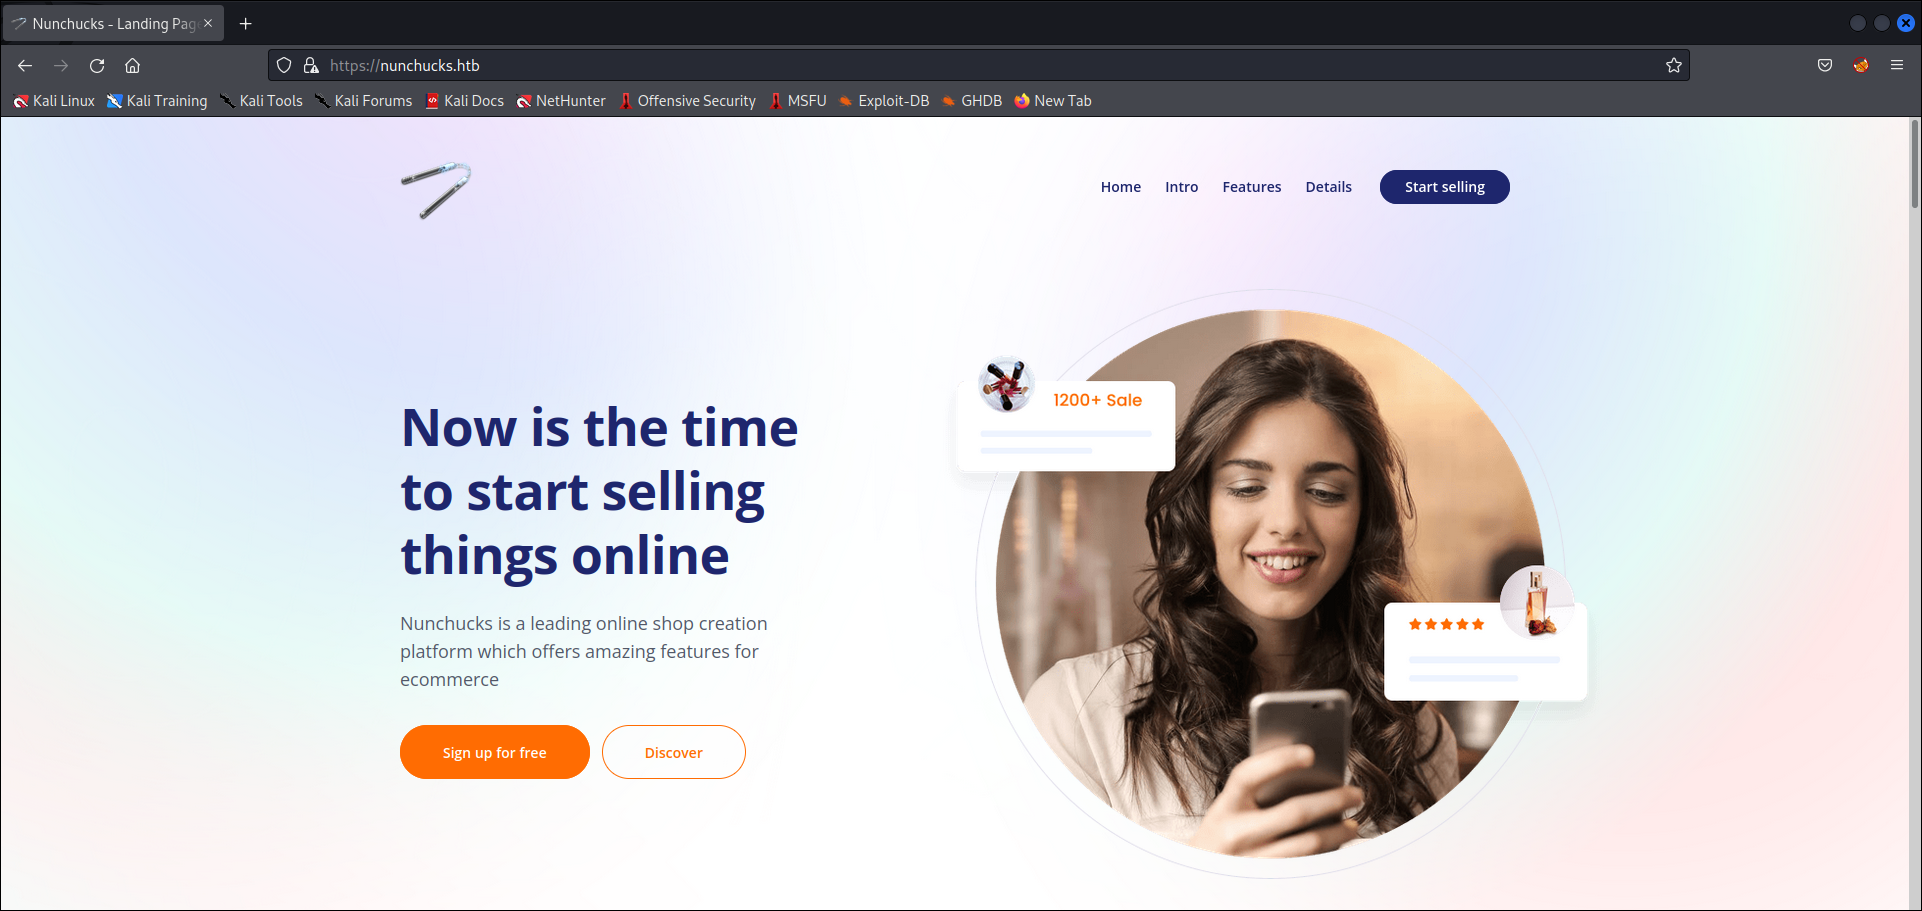 Nunchucks - Landing Pag
https://nunchucks.htb
Kali Linux Kali Training Kali Tools Kali Forums Kali Docs NetHunter Offensive Security MSFU Exploit-DB GHDB New Tab
Home Intro Features Details Start selling
1200+ Sale
Now is the time
to start selling
things online
Nunchucks is a leading online shop creation
platform which offers amazing features for
ecommerce
Sign up for free Discover